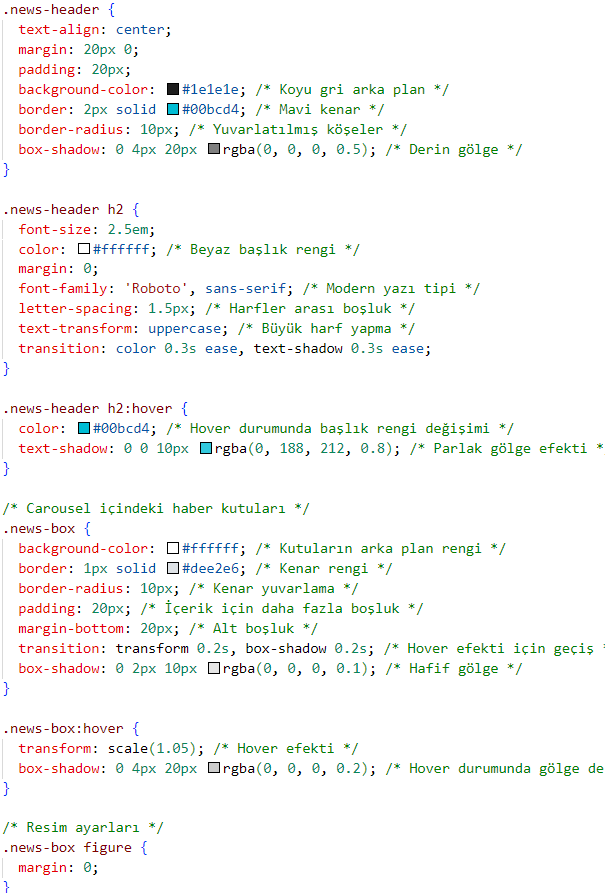 .news-header {
  text-align: center;
  margin: 20px 0;
  padding: 20px;
  background-color: #1e1e1e; /* Koyu gri arka plan */
  border: 2px solid #00bcd4; /* Mavi kenar */
  border-radius: 10px; /* Yuvarlatılmış köşeler */
  box-shadow: 0 4px 20px rgba(0, 0, 0, 0.5); /* Derin gölge */
}

.news-header h2 {
  font-size: 2.5em;
  color: #ffffff; /* Beyaz başlık rengi */
  margin: 0;
  font-family: 'Roboto', sans-serif; /* Modern yazı tipi */
  letter-spacing: 1.5px; /* Harfler arası boşluk */
  text-transform: uppercase; /* Büyük harf yapma */
  transition: color 0.3s ease, text-shadow 0.3s ease;
}

.news-header h2:hover {
  color: #00bcd4; /* Hover durumunda başlık rengi değişimi */
  text-shadow: 0 0 10px rgba(0, 188, 212, 0.8); /* Parlak gölge efekti *
}

/* Carousel içindeki haber kutuları */
.news-box {
  background-color: #ffffff; /* Kutuların arka plan rengi */
  border: 1px solid #dee2e6; /* Kenar rengi */
  border-radius: 10px; /* Kenar yuvarlama */
  padding: 20px; /* İçerik için daha fazla boşluk */
  margin-bottom: 20px; /* Alt boşluk */
  transition: transform 0.2s, box-shadow 0.2s; /* Hover efekti için geçiş *
  box-shadow: 0 2px 10px rgba(0, 0, 0, 0.1); /* Hafif gölge */
}

.news-box:hover {
  transform: scale(1.05); /* Hover efekti */
  box-shadow: 0 4px 20px rgba(0, 0, 0, 0.2); /* Hover durumunda gölge de
}

/* Resim ayarları */
.news-box figure {
  margin: 0;
}